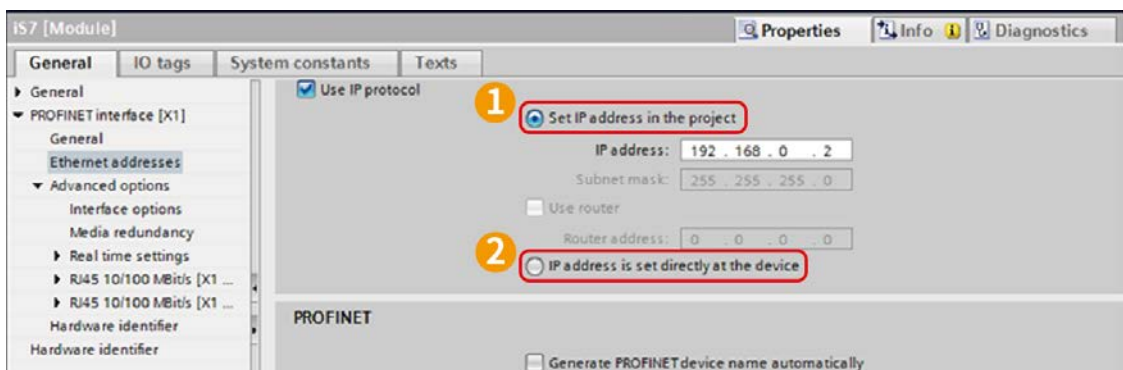 iS7 [Module]
Properties
Info
Diagnostics
General
IO tags
System constants
Texts
General
PROFINET interface [X1]
General
Ethernet addresses
Advanced options
Interface options
Media redundancy
Real time settings
RJ45 10/100 MBit/s [X1 ...
RJ45 10/100 MBit/s [X1 ...
Hardware identifier
Hardware identifier
Use IP protocol
1
Set IP address in the project
IP address: 192 . 168 . 0 . 2
Subnet mask: 255 . 255 . 255 . 0
Use router
Router address: 0 . 0 . 0 . 0
2
IP address is set directly at the device
PROFINET
Generate PROFINET device name automatically